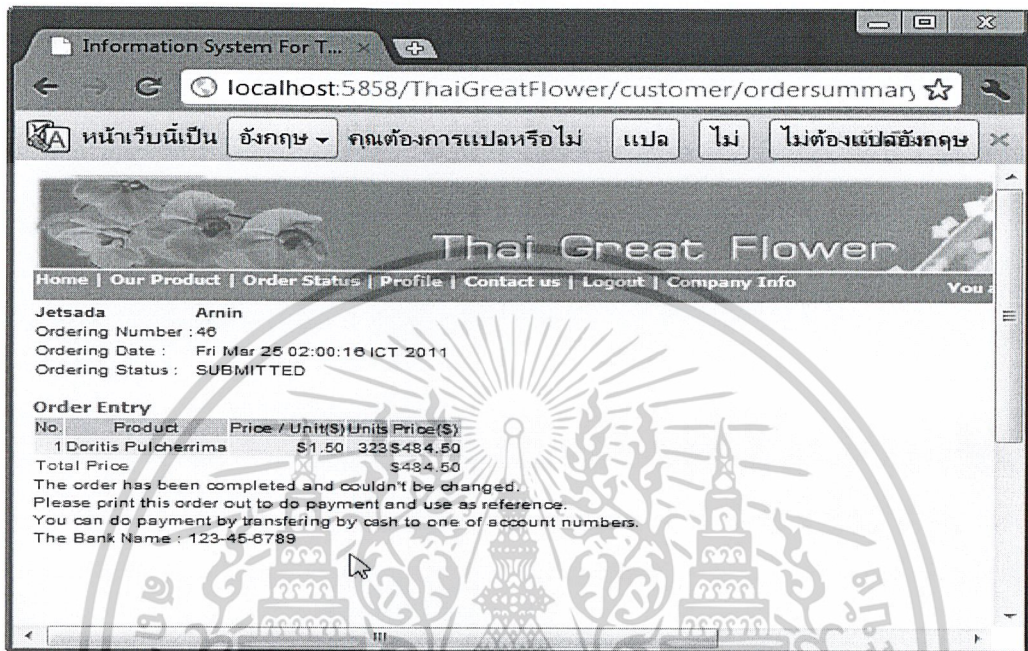 Information System For T...
localhost:5858/ThaiGreatFlower/customer/ordersummary
หน้าเว็บนี้เป็น อังกฤษ คุณต้องการแปลหรือไม่ แปล ไม่ ไม่ต้องแปลอังกฤษ
Thai Great Flower
Home | Our Product | Order Status | Profile | Contact us | Logout | Company Info You a
Jetsada Arnin
Ordering Number : 46
Ordering Date : Fri Mar 25 02:00:16 ICT 2011
Ordering Status : SUBMITTED
Order Entry
No. Product Price / Unit($) Units Price($)
1 Doritis Pulcherrima $1.50 323 $484.50
Total Price $484.50
The order has been completed and couldn't be changed.
Please print this order out to do payment and use as reference.
You can do payment by transfering by cash to one of account numbers.
The Bank Name : 123-45-6789